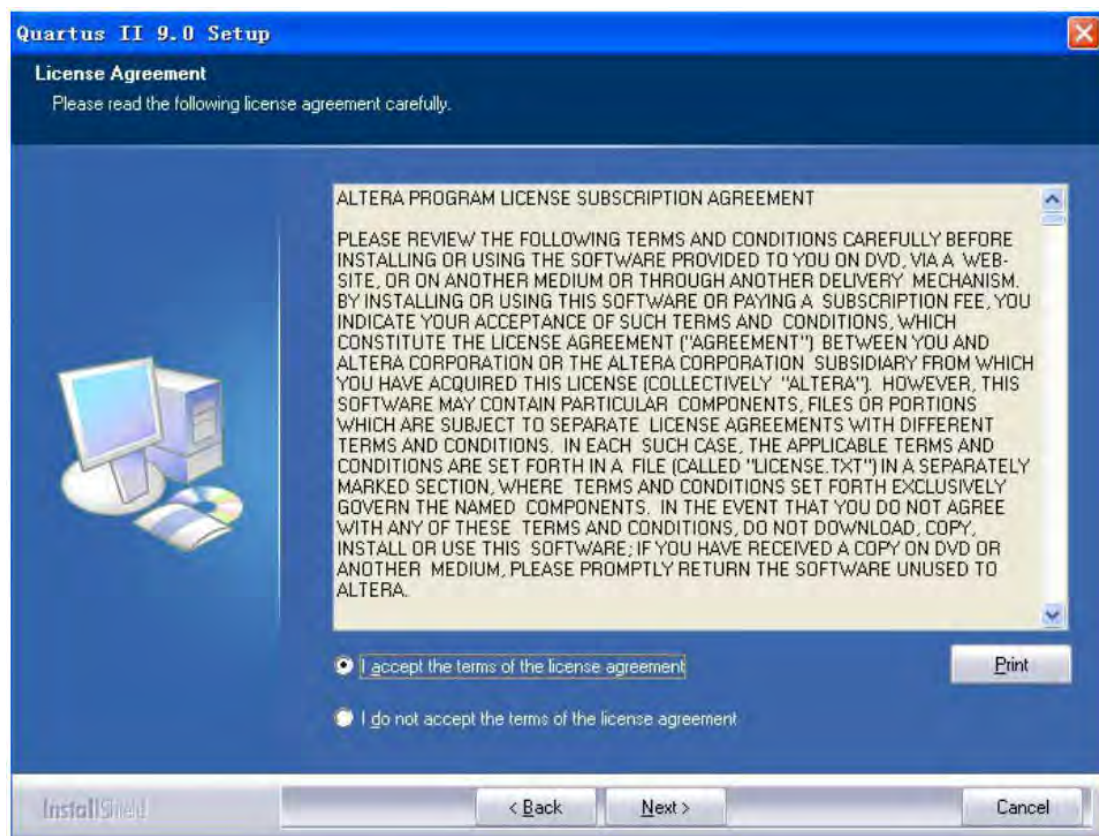 Quartus II 9.0 Setup
License Agreement
Please read the following license agreement carefully.
ALTERA PROGRAM LICENSE SUBSCRIPTION AGREEMENT
PLEASE REVIEW THE FOLLOWING TERMS AND CONDITIONS CAREFULLY BEFORE
INSTALLING OR USING THE SOFTWARE PROVIDED TO YOU ON DVD, VIA A WEB-
SITE, OR ON ANOTHER MEDIUM OR THROUGH ANOTHER DELIVERY MECHANISM.
BY INSTALLING OR USING THIS SOFTWARE OR PAYING A SUBSCRIPTION FEE, YOU
INDICATE YOUR ACCEPTANCE OF SUCH TERMS AND CONDITIONS, WHICH
CONSTITUTE THE LICENSE AGREEMENT ("AGREEMENT") BETWEEN YOU AND
ALTERA CORPORATION OR THE ALTERA CORPORATION SUBSIDIARY FROM WHICH
YOU HAVE ACQUIRED THIS LICENSE (COLLECTIVELY "ALTERA"). HOWEVER, THIS
SOFTWARE MAY CONTAIN PARTICULAR COMPONENTS, FILES OR PORTIONS
WHICH ARE SUBJECT TO SEPARATE LICENSE AGREEMENTS WITH DIFFERENT
TERMS AND CONDITIONS. IN EACH SUCH CASE, THE APPLICABLE TERMS AND
CONDITIONS ARE SET FORTH IN A FILE (CALLED "LICENSE.TXT") IN A SEPARATELY
MARKED SECTION, WHERE TERMS AND CONDITIONS SET FORTH EXCLUSIVELY
GOVERN THE NAMED COMPONENTS. IN THE EVENT THAT YOU DO NOT AGREE
WITH ANY OF THESE TERMS AND CONDITIONS, DO NOT DOWNLOAD, COPY,
INSTALL OR USE THIS SOFTWARE; IF YOU HAVE RECEIVED A COPY ON DVD OR
ANOTHER MEDIUM, PLEASE PROMPTLY RETURN THE SOFTWARE UNUSED TO
ALTERA.
I accept the terms of the license agreement
Print
I do not accept the terms of the license agreement
InstallShield
< Back
Next >
Cancel